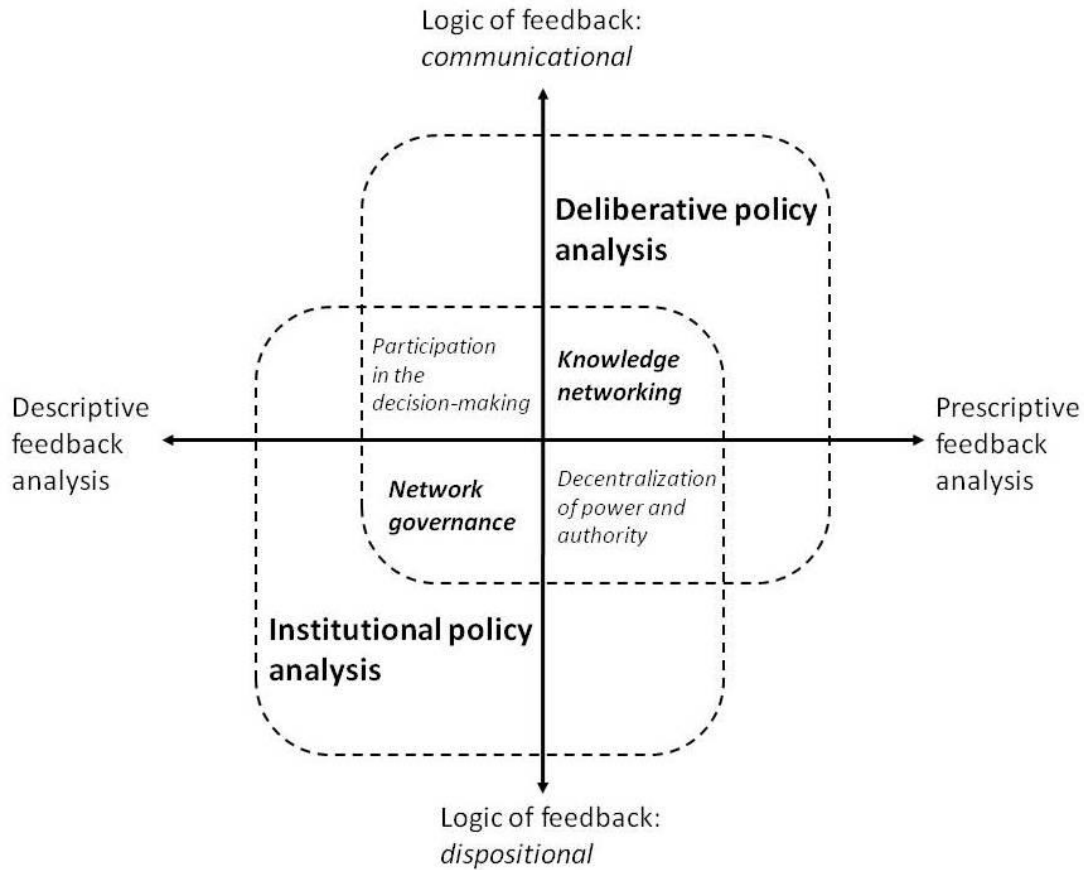 Logic of feedback:
communicational
Deliberative policy
analysis
Participation
in the
decision-making
Knowledge
networking
Descriptive
feedback
analysis
Prescriptive
feedback
analysis
Network
governance
Decentralization
of power and
authority
Institutional policy
analysis
Logic of feedback:
dispositional